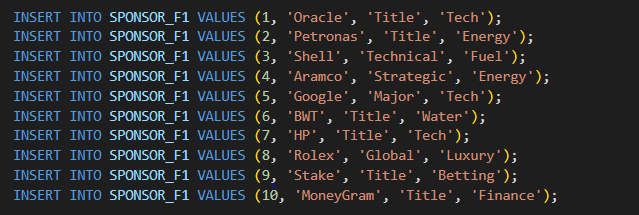 INSERT INTO SPONSOR_F1 VALUES (1, 'Oracle', 'Title', 'Tech');
INSERT INTO SPONSOR_F1 VALUES (2, 'Petronas', 'Title', 'Energy');
INSERT INTO SPONSOR_F1 VALUES (3, 'Shell', 'Technical', 'Fuel');
INSERT INTO SPONSOR_F1 VALUES (4, 'Aramco', 'Strategic', 'Energy');
INSERT INTO SPONSOR_F1 VALUES (5, 'Google', 'Major', 'Tech');
INSERT INTO SPONSOR_F1 VALUES (6, 'BWT', 'Title', 'Water');
INSERT INTO SPONSOR_F1 VALUES (7, 'HP', 'Title', 'Tech');
INSERT INTO SPONSOR_F1 VALUES (8, 'Rolex', 'Global', 'Luxury');
INSERT INTO SPONSOR_F1 VALUES (9, 'Stake', 'Title', 'Betting');
INSERT INTO SPONSOR_F1 VALUES (10, 'MoneyGram', 'Title', 'Finance');